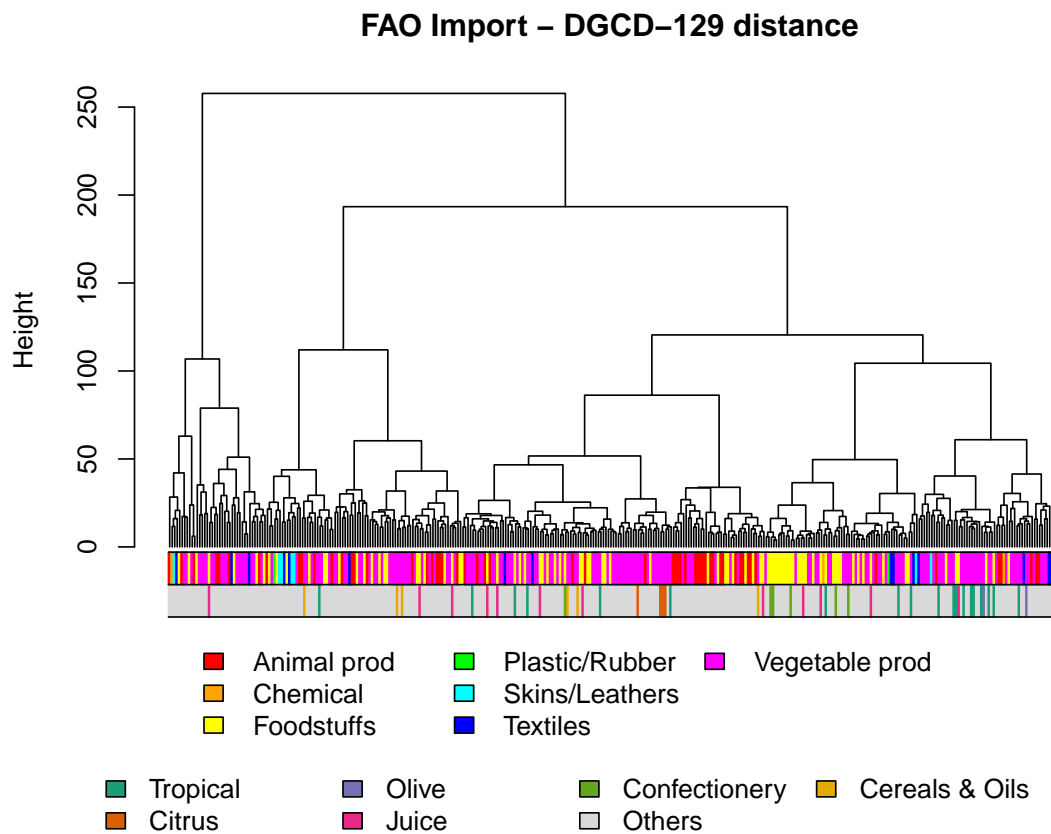 FAO Import – DGCD–129 distance
Height
250
200
150
100
50
0
Animal prod Plastic/Rubber Vegetable prod
Chemical Skins/Leathers
Foodstuffs Textiles
Tropical Olive Confectionery Cereals & Oils
Citrus Juice Others